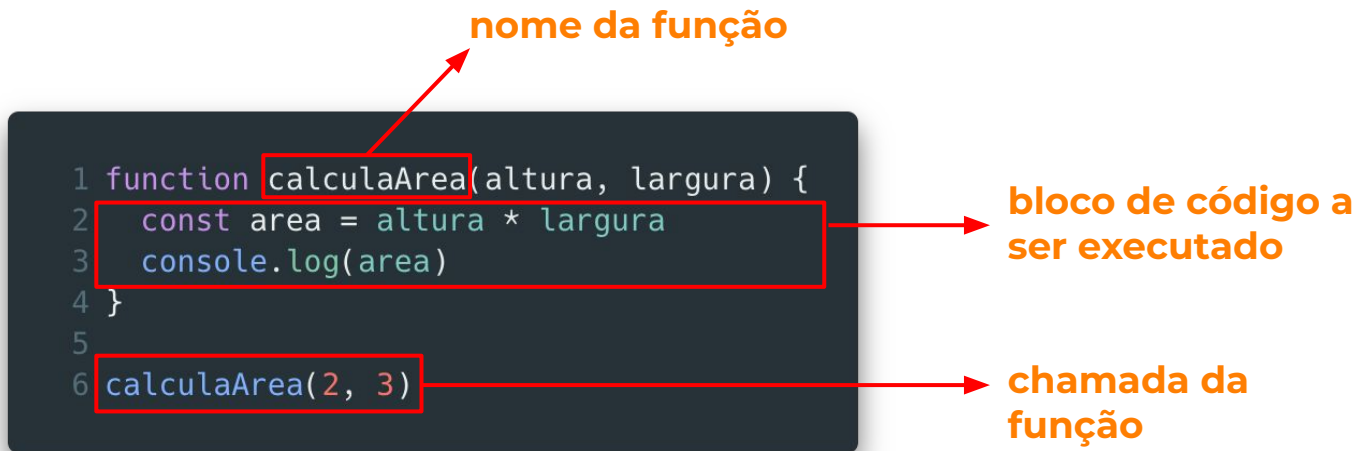 nome da função
1 function calculaArea(altura, largura) {
2   const area = altura * largura
3   console.log(area)
4 }
5
6 calculaArea(2, 3)
bloco de código a
ser executado
chamada da
função